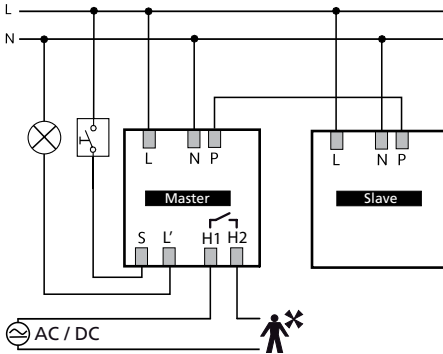 L
N
L N P L N P
Master Slave
S L' H1 H2
AC / DC